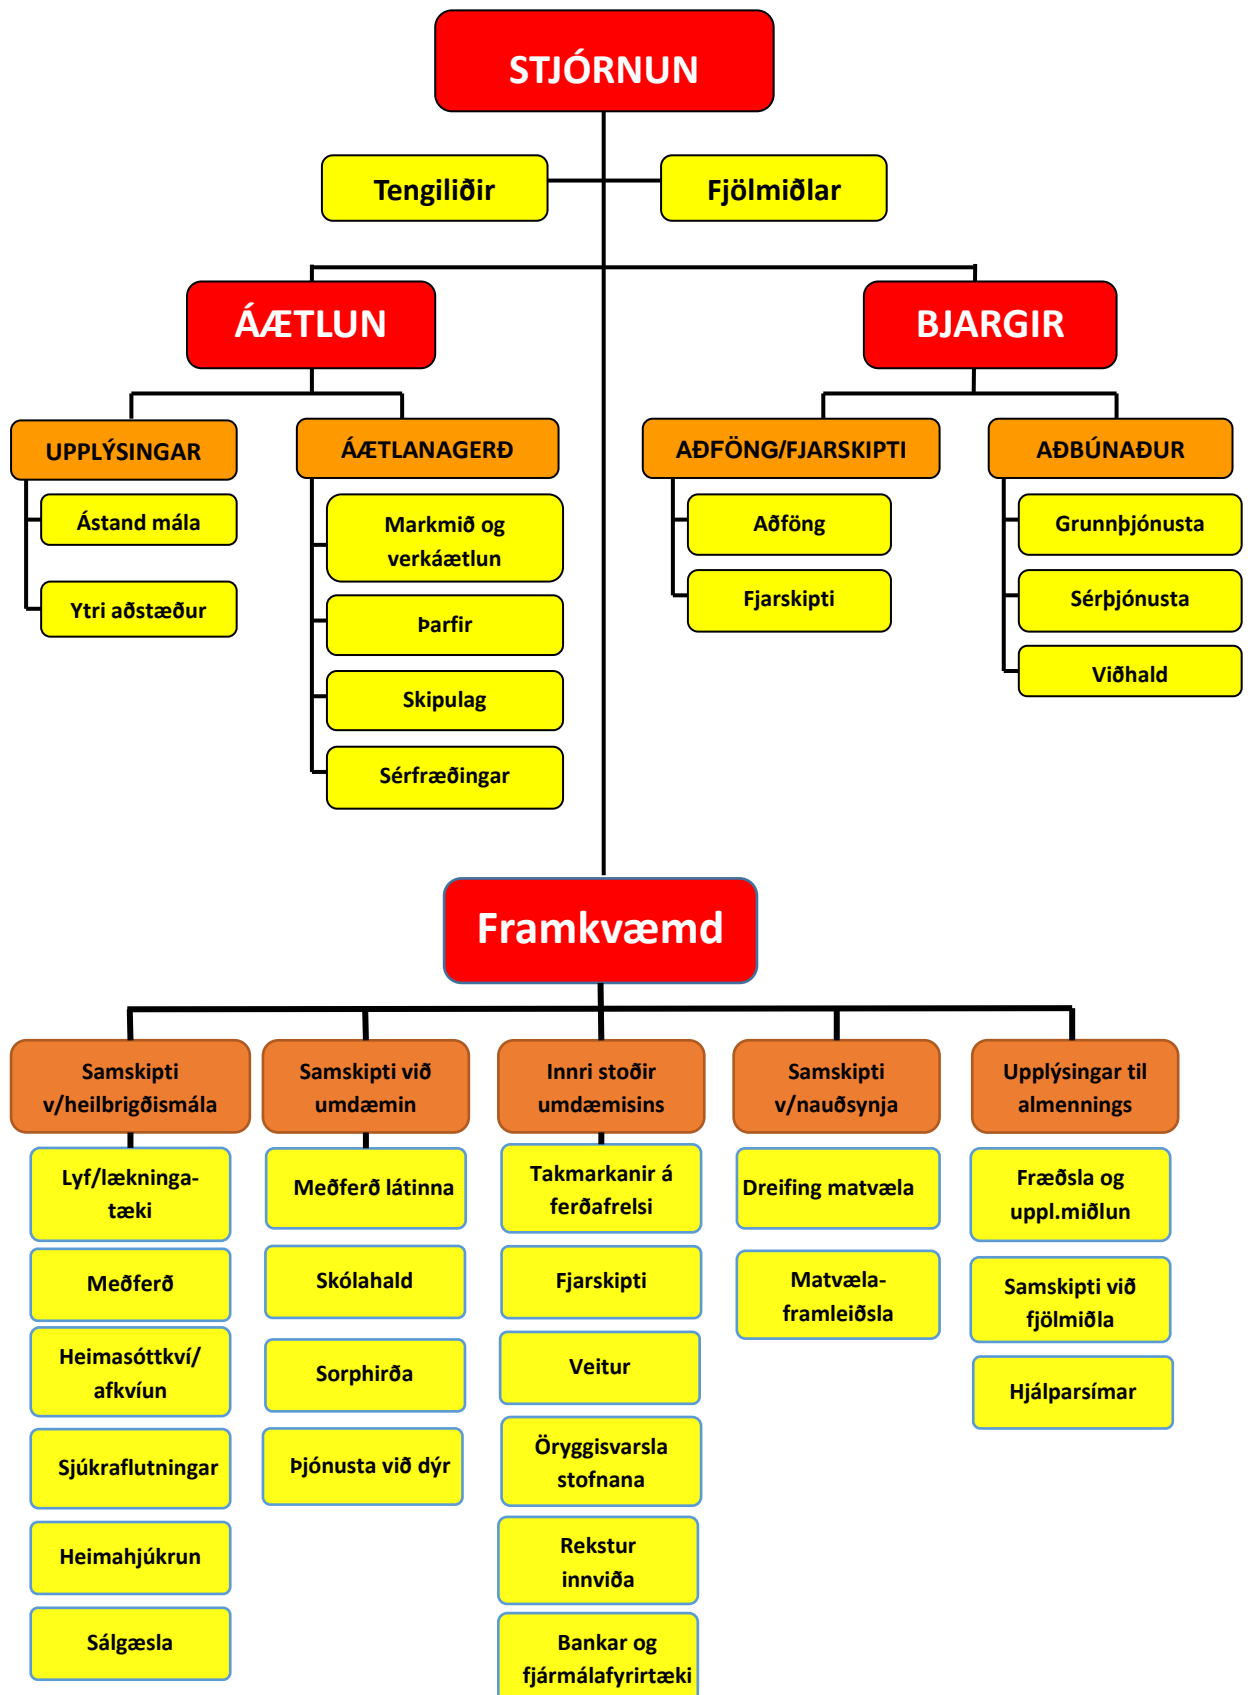 STJÓRNUN
Tengiliðir
Fjölmiðlar
ÁÆTLUN
BJARGIR
UPPLÝSINGAR
ÁÆTLANAGERÐ
AÐFÖNG/FJARSKIPTI
AÐBÚNAÐUR
Ástand mála
Ytri aðstæður
Markmið og
verkáætlun
Þarfir
Skipulag
Sérfræðingar
Aðföng
Fjarskipti
Grunnþjónusta
Sérþjónusta
Viðhald
Framkvæmd
Samskipti
v/heilbrigðismála
Samskipti við
umdæmin
Innri stoðir
umdæmisins
Samskipti
v/nauðsynja
Upplýsingar til
almennings
Lyf/lækninga-
tæki
Meðferð
Heimasóttkví/
afkvíun
Sjúkraflutningar
Heimahjúkrun
Sálgæsla
Meðferð látinna
Skólahald
Sorphirða
Þjónusta við dýr
Takmarkanir á
ferðafrelsi
Fjarskipti
Veitur
Öryggisvarsla
stofnana
Rekstur
innviða
Bankar og
fjármálafyrirtæki
Dreifing matvæla
Matvæla-
framleiðsla
Fræðsla og
uppl.miðlun
Samskipti við
fjölmiðla
Hjálparsímar